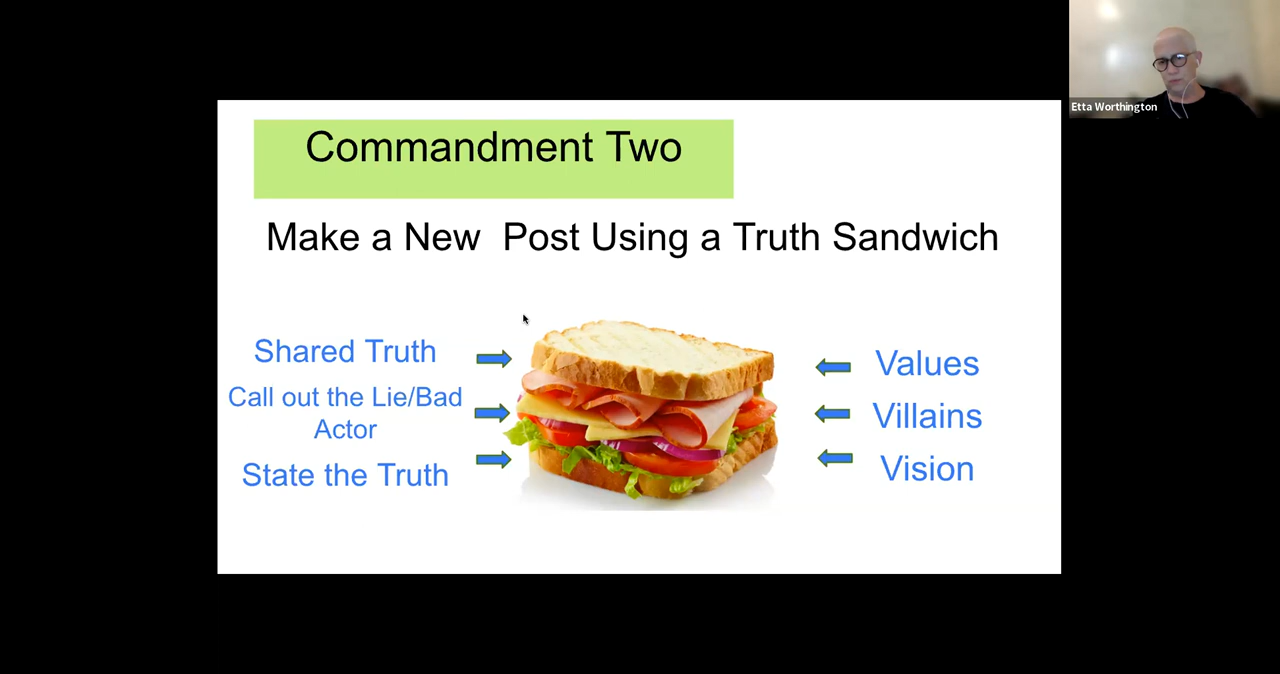 Commandment Two
Make a New  Post Using a Truth Sandwich
Shared Truth
Call out the Lie/Bad
Actor
State the Truth
Values
Villains
Vision
Etta Worthington